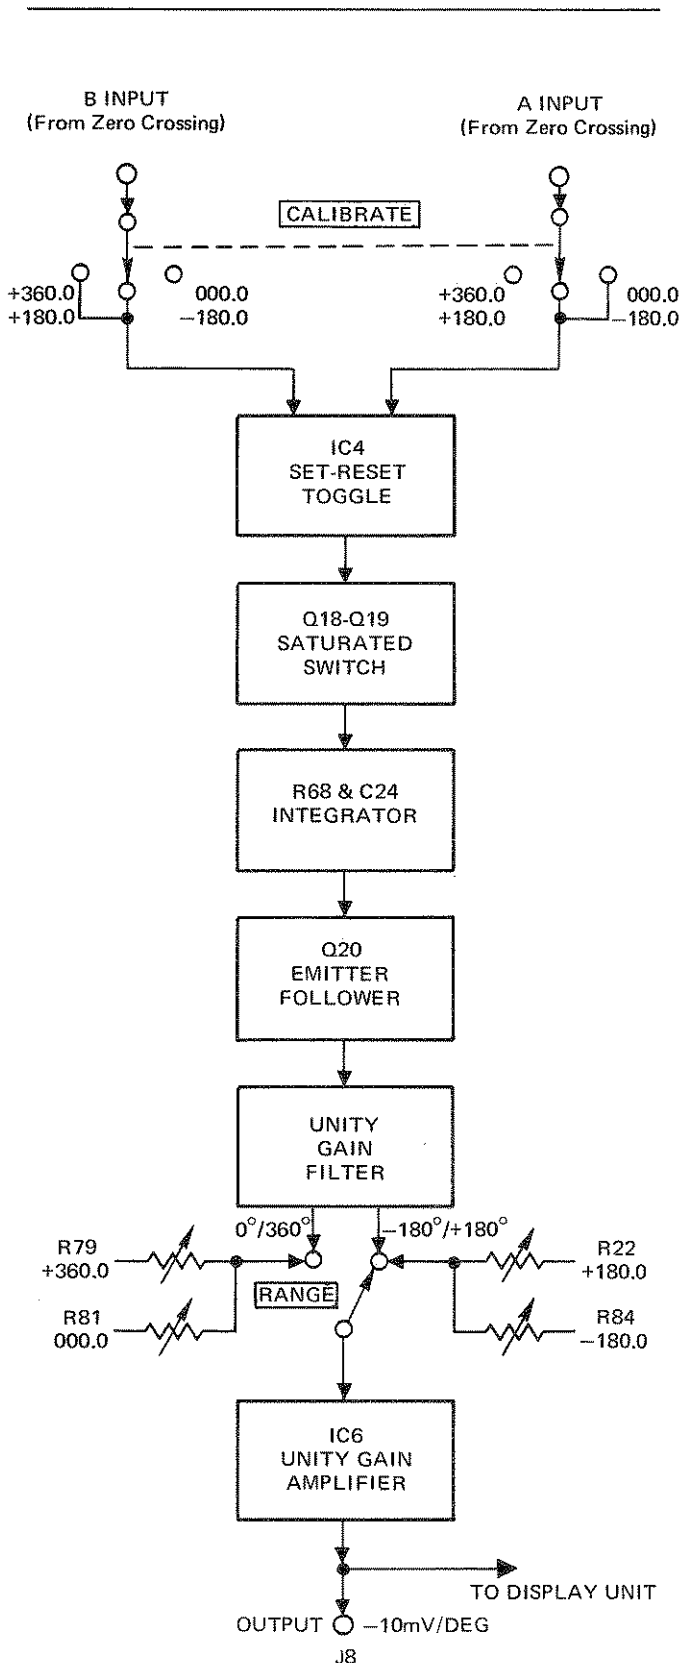 B INPUT
(From Zero Crossing)
A INPUT
(From Zero Crossing)
CALIBRATE
+360.0
+180.0
000.0
−180.0
+360.0
+180.0
000.0
−180.0
IC4
SET-RESET
TOGGLE
Q18-Q19
SATURATED
SWITCH
R68 & C24
INTEGRATOR
Q20
EMITTER
FOLLOWER
UNITY
GAIN
FILTER
0°/360°
−180°/+180°
R79
+360.0
R22
+180.0
RANGE
R81
000.0
R84
−180.0
IC6
UNITY GAIN
AMPLIFIER
TO DISPLAY UNIT
OUTPUT −10mV/DEG
J8